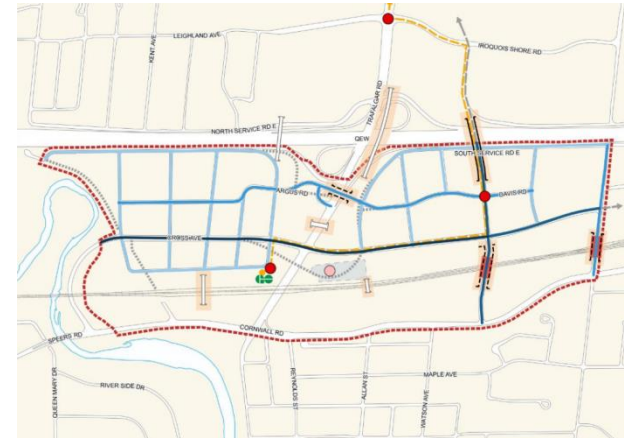 LEIGHLAND AVE
KENT AVE
IROQUOIS SHORE RD
TRAFALGAR RD
NORTH SERVICE RD E
QEW
SOUTH SERVICE RD E
ARGUS RD
DAVIS RD
CROSS AVE
CORNWALL RD
SPEERS RD
QUEEN MARY DR
RIVER SIDE DR
REYNOLDS ST
ALLAN ST
WATSON AVE
MAPLE AVE